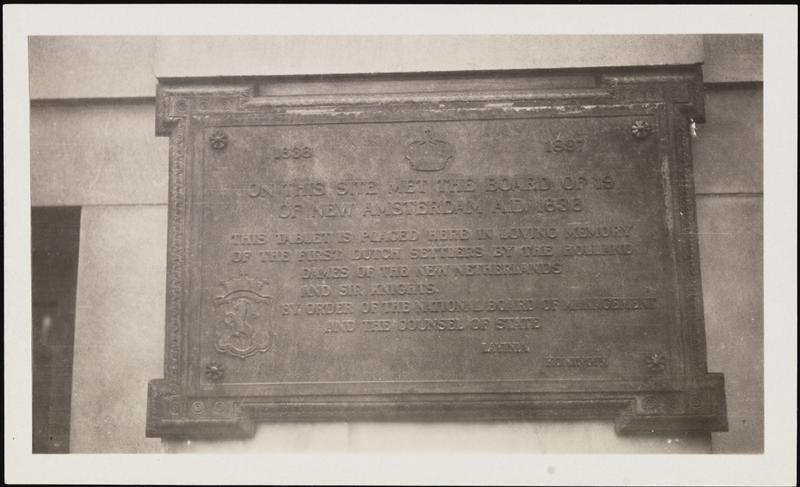 1638 1897
ON THIS SITE MET THE BOARD OF 19
OF NEW AMSTERDAM A.D. 1638
THIS TABLET IS PLACED HERE IN LOVING MEMORY
OF THE FIRST DUTCH SETTLERS BY THE HOLLAND
DAMES OF THE NEW NETHERLANDS
AND SIR KNIGHTS.
BY ORDER OF THE NATIONAL BOARD OF MANAGEMENT
AND THE COUNSEL OF STATE